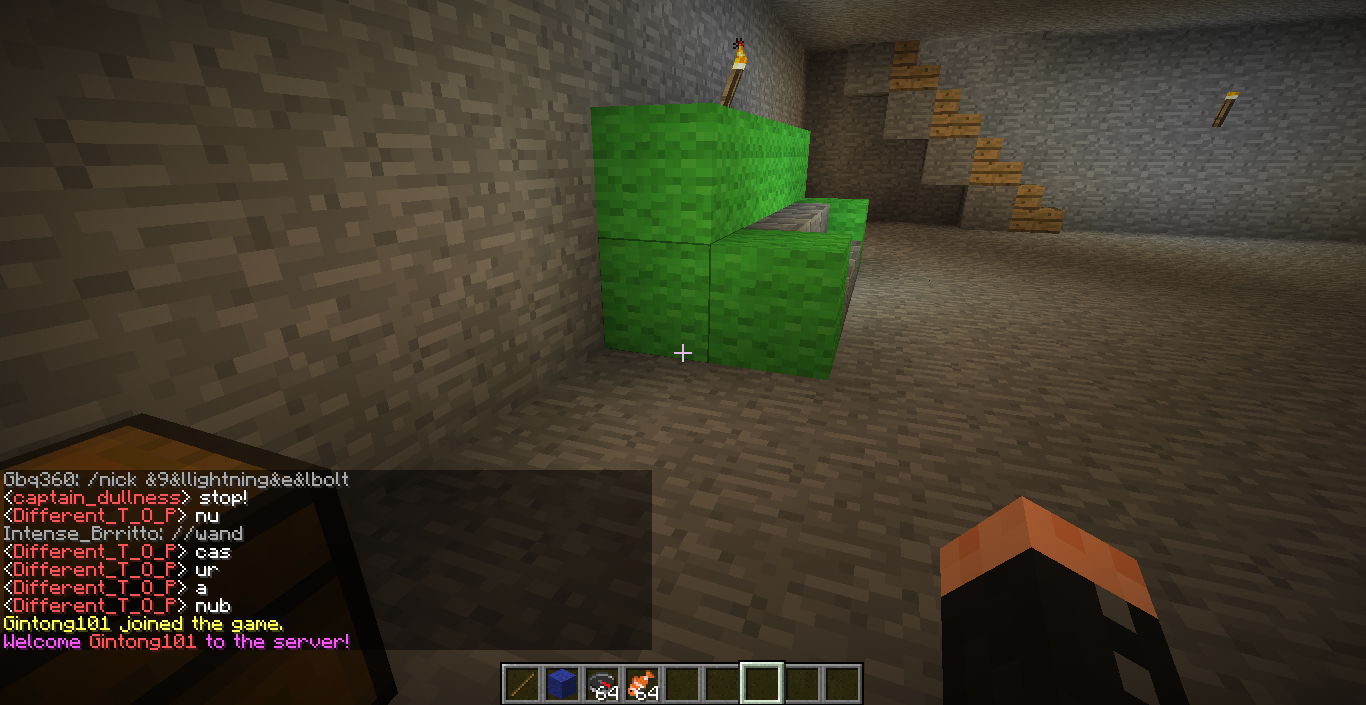 Gbq360: /nick &9&llightning&e&lbolt
<captain_dullness> stop!
<Different_T_O_P> nu
Intense_Brritto: //wand
<Different_T_O_P> cas
<Different_T_O_P> ur
<Different_T_O_P> a
<Different_T_O_P> nub
Gintong101 joined the game.
Welcome Gintong101 to the server!
64 64